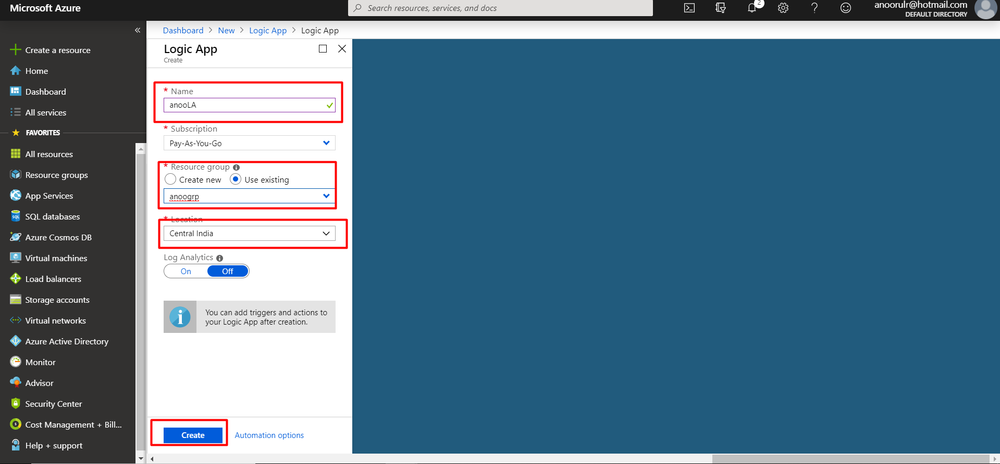 Microsoft Azure
Search resources, services, and docs
2
anoorulr@hotmail.com
DEFAULT DIRECTORY
«
Create a resource
Home
Dashboard
All services
FAVORITES
All resources
Resource groups
App Services
SQL
SQL databases
Azure Cosmos DB
Virtual machines
Load balancers
Storage accounts
Virtual networks
Azure Active Directory
Monitor
Advisor
Security Center
Cost Management + Bill...
Help + support
Dashboard > New > Logic App > Logic App
Logic App
Create
* Name
anooLA
* Subscription
Pay-As-You-Go
* Resource group
Create new Use existing
anoogrp
* Location
Central India
Log Analytics
On Off
You can add triggers and actions to
your Logic App after creation.
Create Automation options